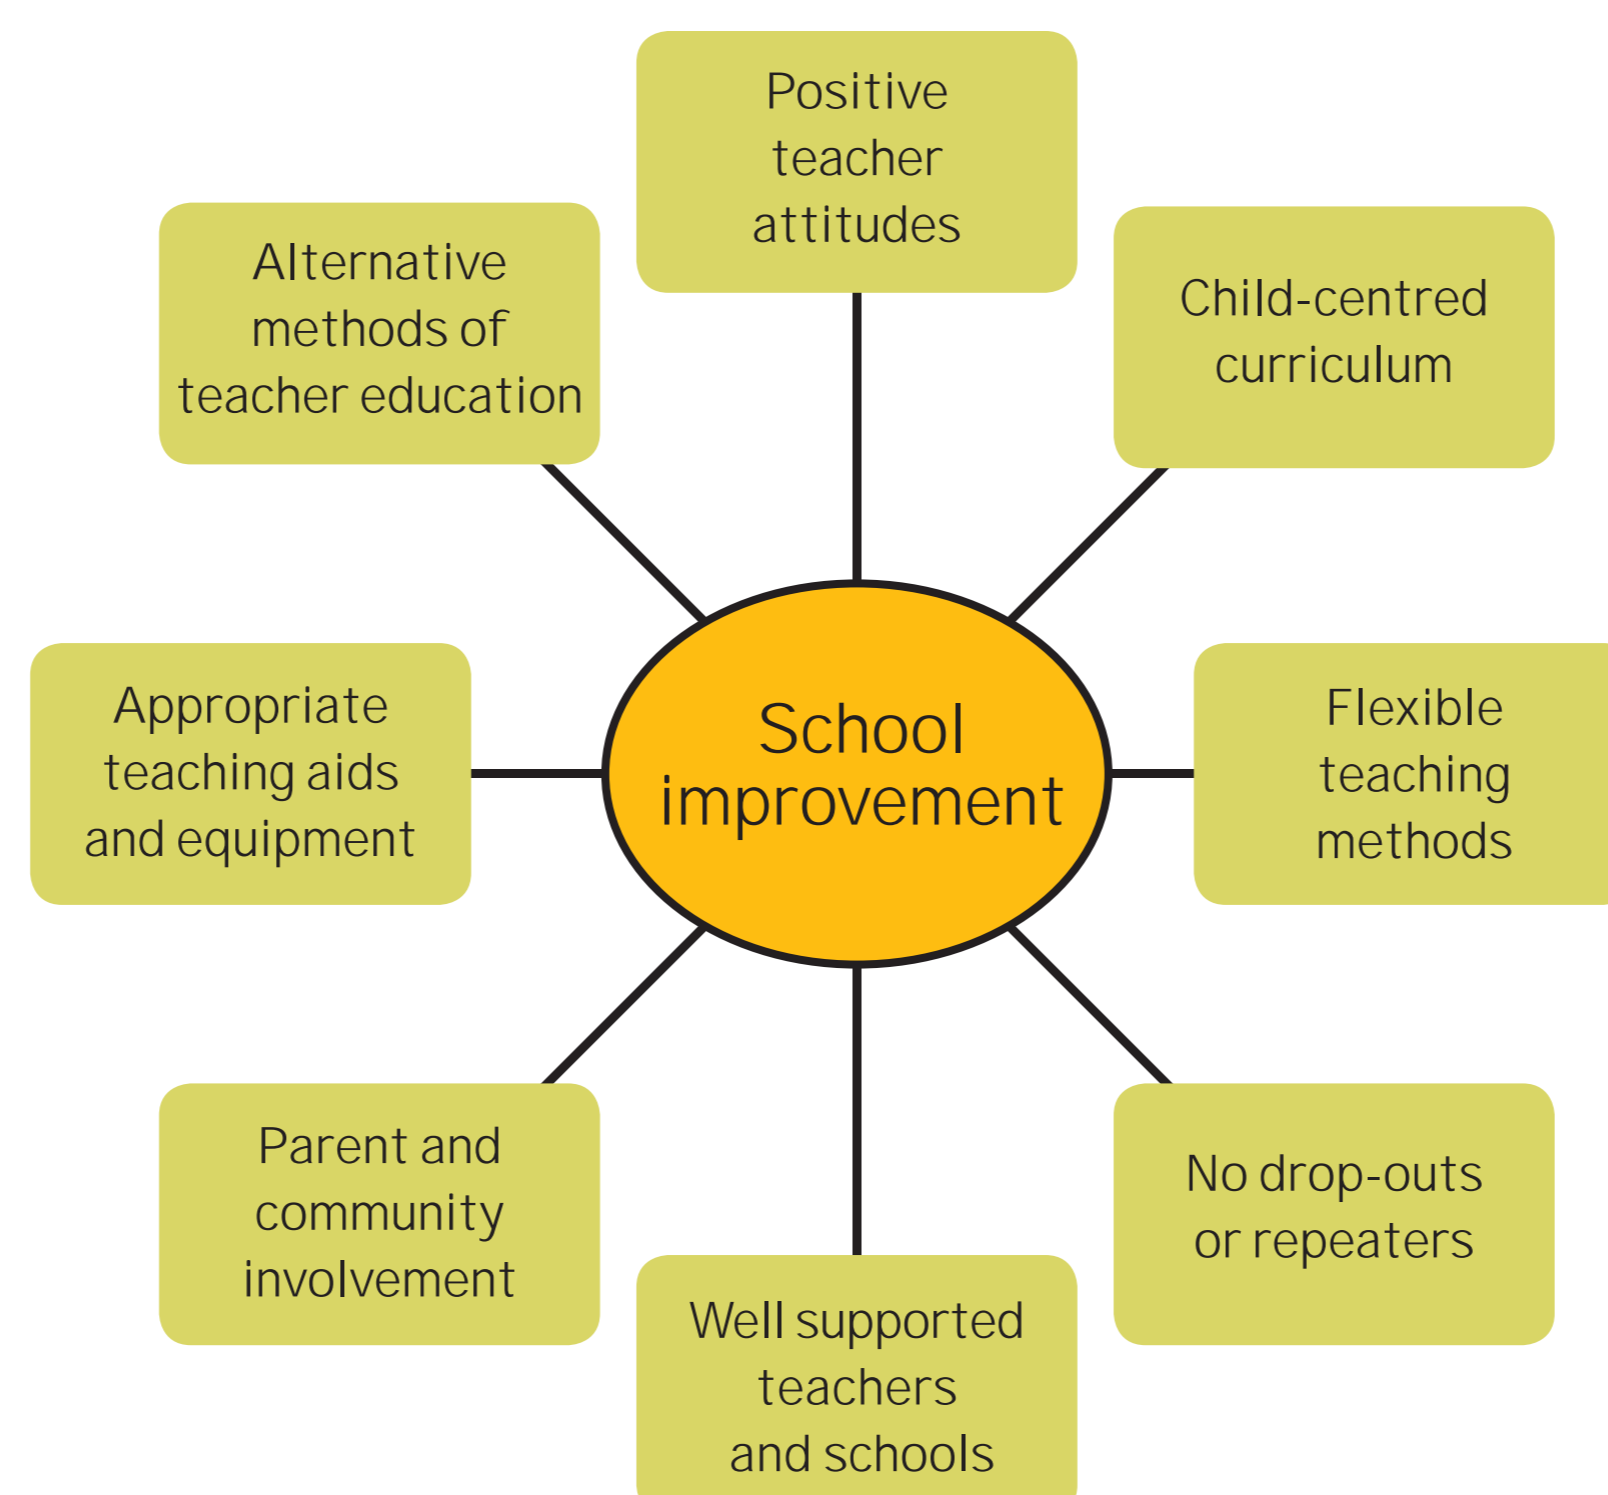 Positive
teacher
attitudes
Alternative
methods of
teacher education
Child-centred
curriculum
Appropriate
teaching aids
and equipment
School
improvement
Flexible
teaching
methods
Parent and
community
involvement
No drop-outs
or repeaters
Well supported
teachers
and schools